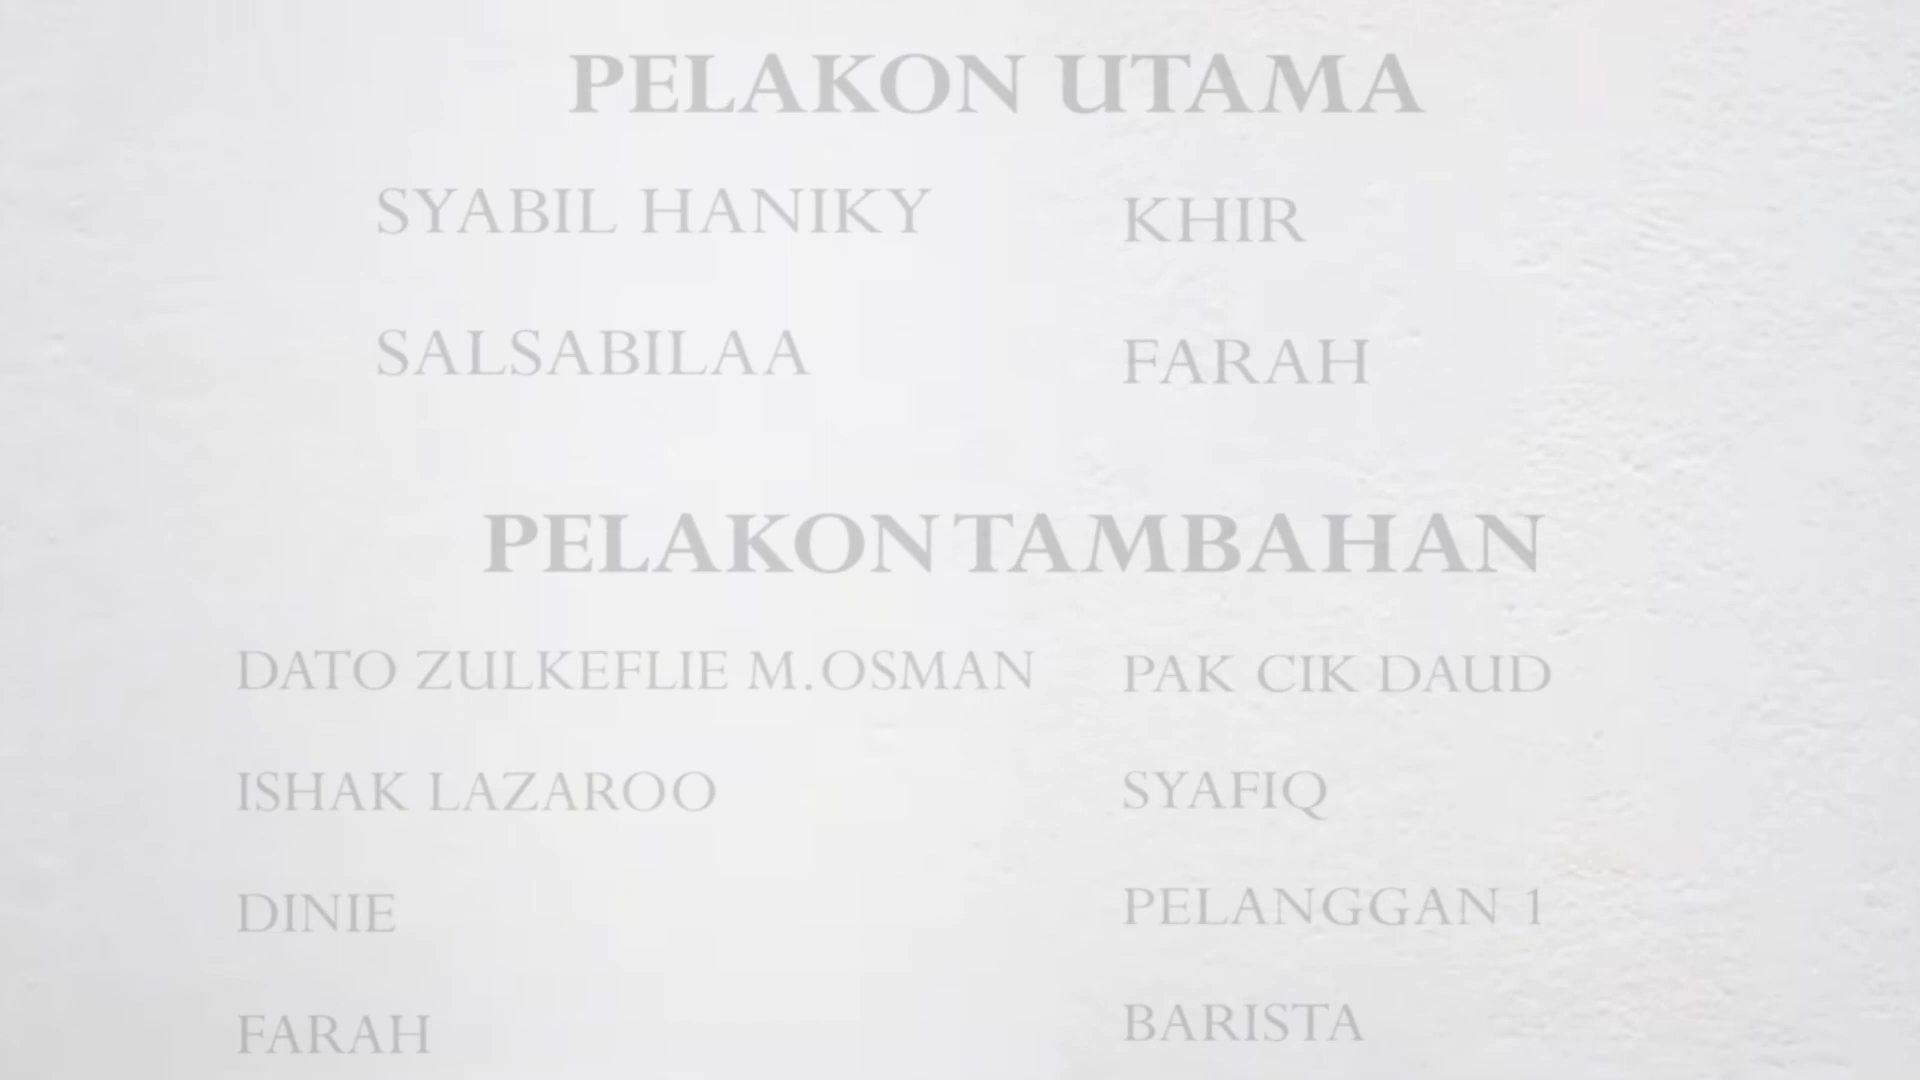 PELAKON UTAMA
SYABIL HANIKY KHIR
SALSABILAA FARAH
PELAKON TAMBAHAN
DATO ZULKEFLIE M.OSMAN PAK CIK DAUD
ISHAK LAZAROO SYAFIQ
DINIE PELANGGAN 1
FARAH BARISTA